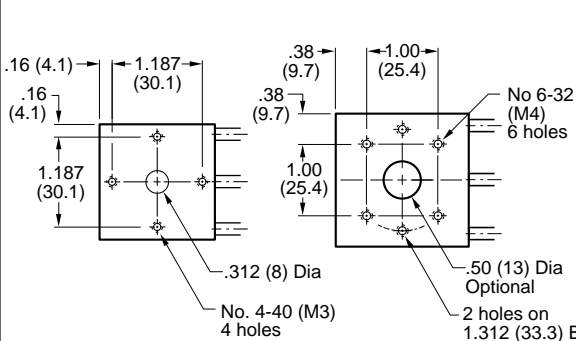 .16 (4.1)
1.187
(30.1)
.16
(4.1)
1.187
(30.1)
.312 (8) Dia
No. 4-40 (M3)
4 holes
.38
(9.7)
1.00
(25.4)
.38
(9.7)
1.00
(25.4)
No 6-32
(M4)
6 holes
.50 (13) Dia
Optional
2 holes on
1.312 (33.3)